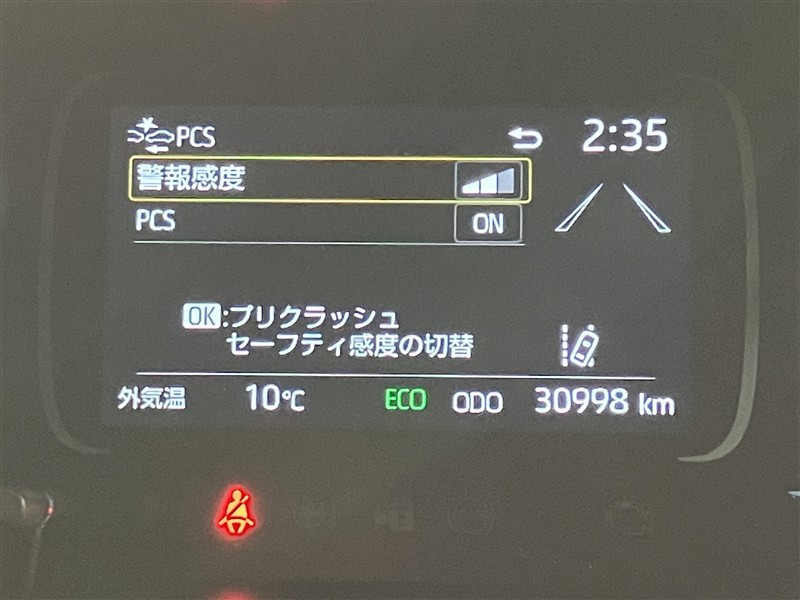 PCS 2:35
警報感度
PCS ON
OK:プリクラッシュ
セーフティ感度の切替
外気温 10℃ ECO ODO 30998 km